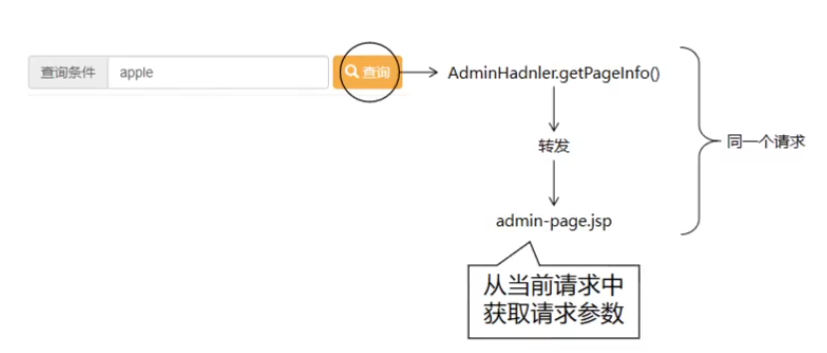 查询条件 apple 查询 AdminHadnler.getPageInfo()
转发
同一个请求
admin-page.jsp
从当前请求中
获取请求参数